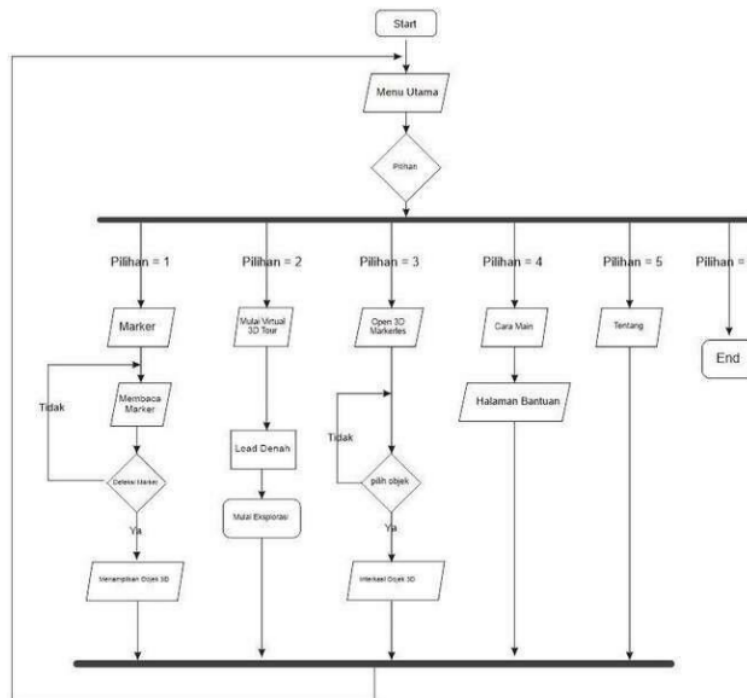 Start
Menu Utama
Pilihan
Pilihan = 1
Pilihan = 2
Pilihan = 3
Pilihan = 4
Pilihan = 5
Pilihan =
Marker
Mulai Virtual
3D Tour
Open 3D
Markerles
Cara Main
Tentang
End
Tidak
Membaca
Marker
Halaman Bantuan
Tidak
Load Denah
Deteksi Marker
pilih objek
Mulai Eksplorasi
Ya
Ya
Menampilkan Objek 3D
Interkasi Objek 3D